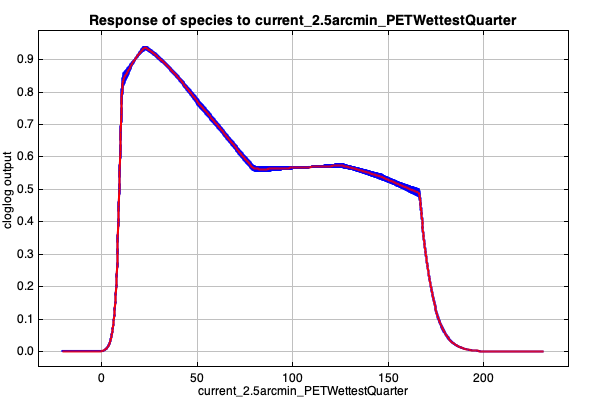 Response of species to current_2.5arcmin_PETWettestQuarter
0.9
0.8
0.7
0.6
0.5
0.4
0.3
0.2
0.1
0.0
cloglog output
0 50 100 150 200
current_2.5arcmin_PETWettestQuarter